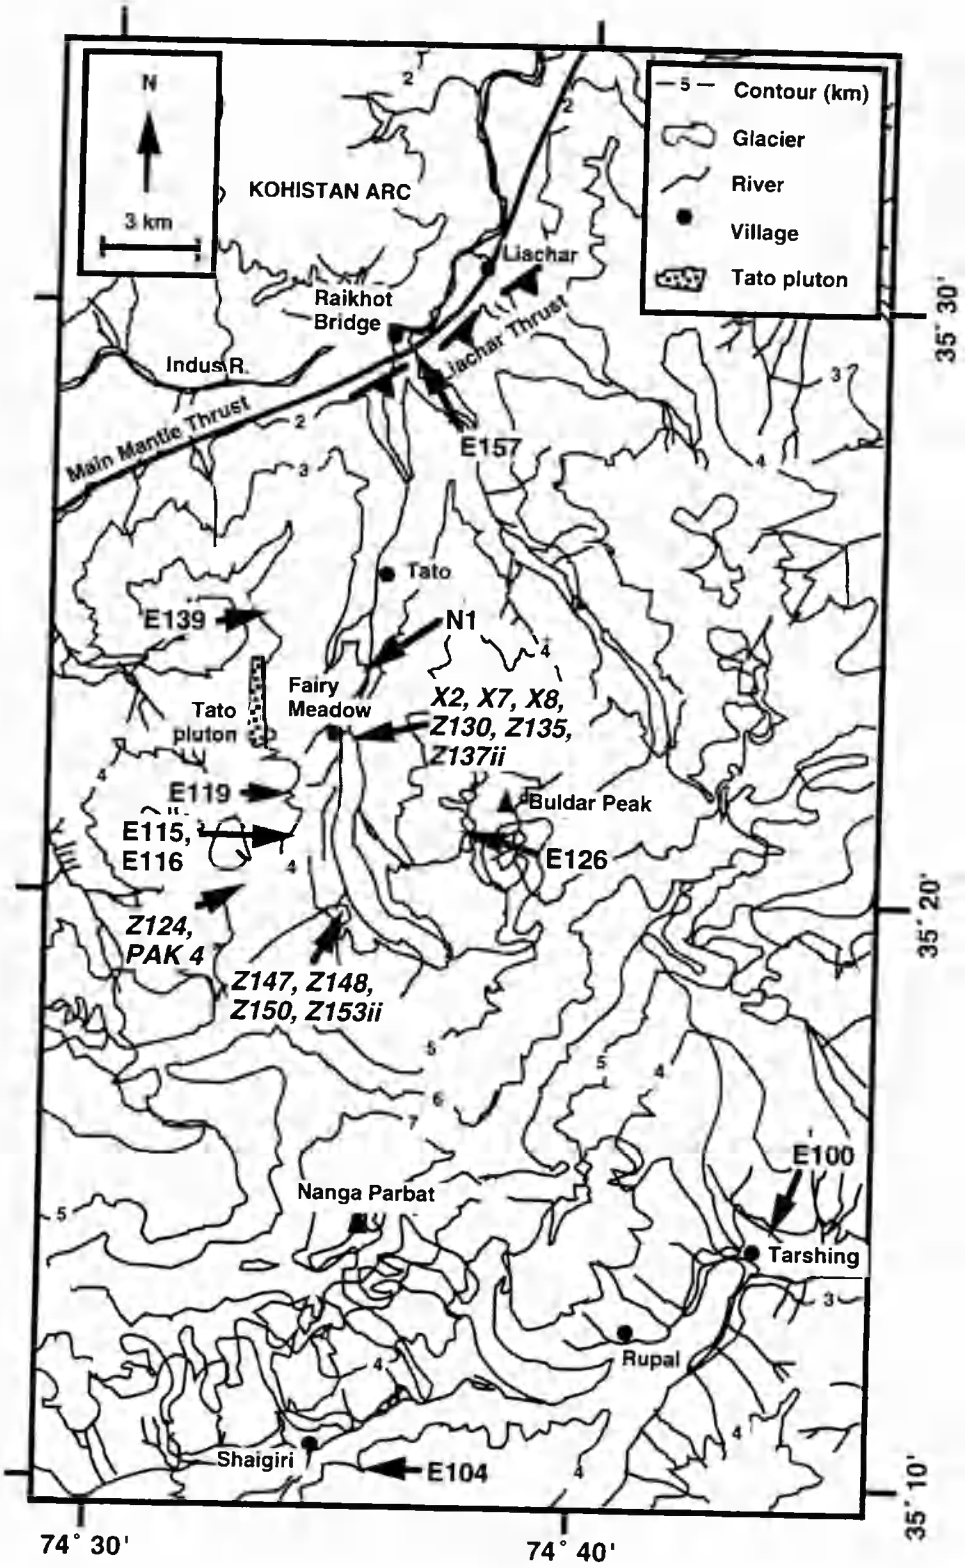 N
3 km
— 5 — Contour (km)
Glacier
River
Village
Tato pluton
2
2
KOHISTAN ARC
Liachar
Raikhot
Bridge
Liachar Thrust
35° 30'
Indus R.
Main Mantle Thrust
2
3
3
4
E157
Tato
E139
N1
4
Fairy
Meadow
Tato
pluton
X2, X7, X8,
Z130, Z135,
Z137ii
4
E119
Buldar Peak
E115,
E116
4
E126
Z124,
PAK 4
35° 20'
Z147, Z148,
Z150, Z153ii
5
5
4
6
7
E100
Nanga Parbat
5
Tarshing
3
Rupal
4
4
Shaigiri
E104
4
35° 10'
74° 30'
74° 40'